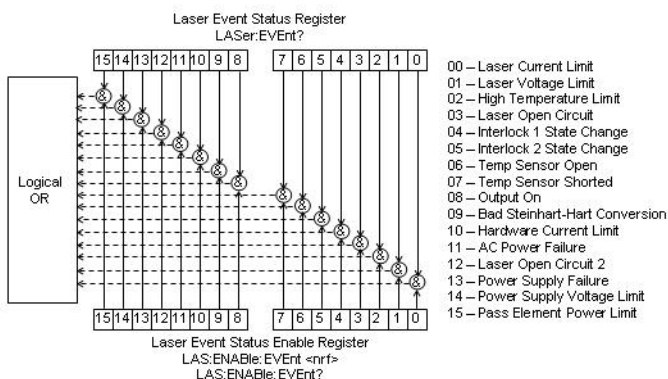 Laser Event Status Register
LASer:EVEnt?
15 14 13 12 11 10 9 8 7 6 5 4 3 2 1 0
& & & & & & & & & & & & & & & &
Logical
OR
15 14 13 12 11 10 9 8 7 6 5 4 3 2 1 0
Laser Event Status Enable Register
LAS:ENABle:EVEnt <nrf>
LAS:ENABle:EVEnt?
00 – Laser Current Limit
01 – Laser Voltage Limit
02 – High Temperature Limit
03 – Laser Open Circuit
04 – Interlock 1 State Change
05 – Interlock 2 State Change
06 – Temp Sensor Open
07 – Temp Sensor Shorted
08 – Output On
09 – Bad Steinhart-Hart Conversion
10 – Hardware Current Limit
11 – AC Power Failure
12 – Laser Open Circuit 2
13 – Power Supply Failure
14 – Power Supply Voltage Limit
15 – Pass Element Power Limit